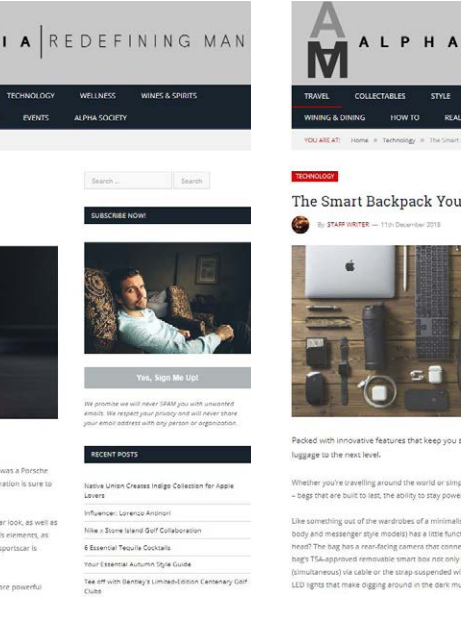 I A | REDEFINING MAN
TECHNOLOGY WELLNESS WINES & SPIRITS
EVENTS ALPHA SOCIETY
Search ... Search
SUBSCRIBE NOW!
Yes, Sign Me Up!
We promise we will never SPAM you with unwanted
emails. We respect your privacy and will never share
your email address with any person or organization.
RECENT POSTS
was a Porsche
ration is sure to
Native Union Creates Indigo Collection for Apple
Lovers
Influencer: Lorenzo Antinori
ar look, as well as
Nike x Stone Island Golf Collaboration
ls elements, as
6 Essential Tequila Cocktails
sportscar is
Your Essential Autumn Style Guide
Tee off with Bentley's Limited-Edition Centenary Golf
Clubs
ore powerful
AM ALPHA
TRAVEL COLLECTABLES STYLE
WINING & DINING HOW TO REAL
YOU ARE AT: Home » Technology » The Smart
TECHNOLOGY
The Smart Backpack You
By STAFF WRITER — 11th December 2018
Packed with innovative features that keep you s
luggage to the next level.
Whether you're travelling around the world or simp
– bags that are built to last, the ability to stay powe
Like something out of the wardrobes of a minimalis
body and messenger style models) has a little funct
head? The bag has a rear-facing camera that conne
bag's TSA-approved removable smart box not only
(simultaneous) via cable or the strap-suspended wi
LED lights that make digging around in the dark mu